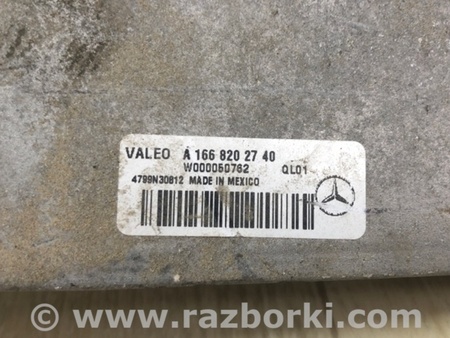 VALEO A 166 820 27 40
W000050762 QL01
4799N30812 MADE IN MEXICO
© www.razborki.com